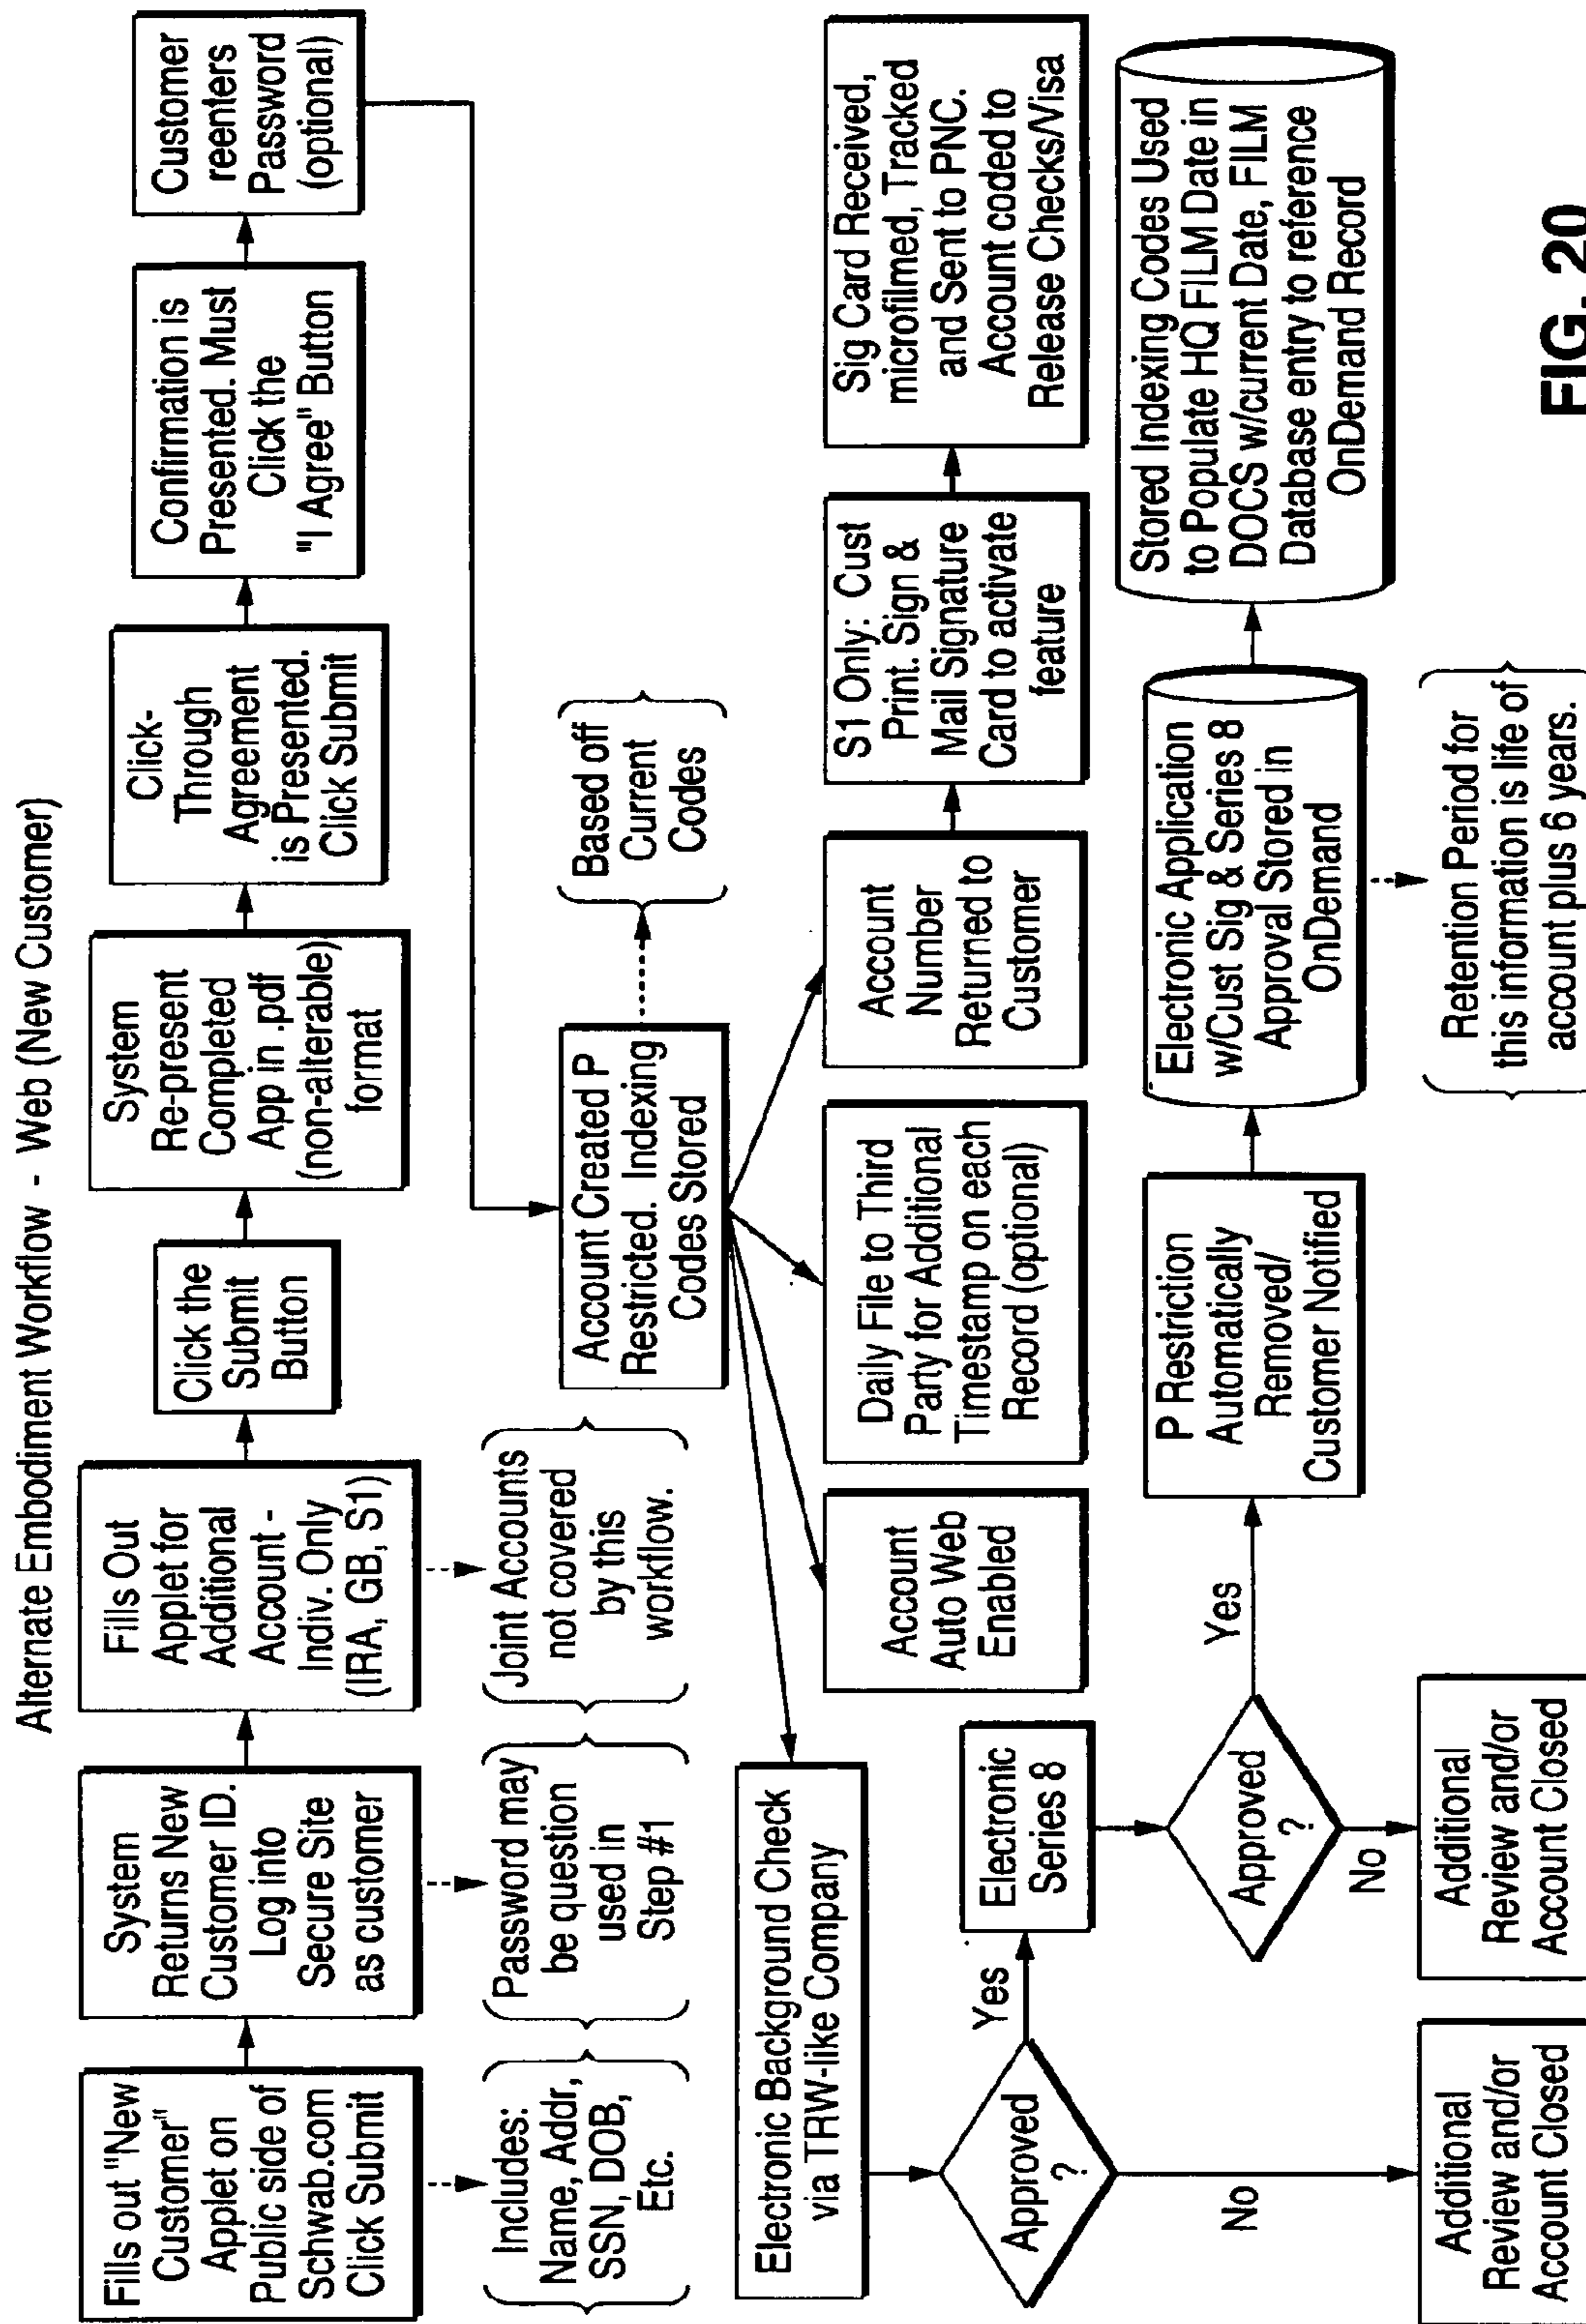 Alternate Embodiment Workflow - Web (New Customer)
Fills out "New
Customer"
Applet on
Public side of
Schwab.com
Click Submit
System
Returns New
Customer ID.
Log into
Secure Site
as customer
Fills Out
Applet for
Additional
Account -
Indiv. Only
(IRA, GB, S1)
Click the
Submit
Button
System
Re-present
Completed
App in .pdf
(non-alterable)
format
Click-
Through
Agreement
is Presented.
Click Submit
Confirmation is
Presented. Must
Click the
"I Agree" Button
Customer
reenters
Password
(optional)
Includes:
Name, Addr,
SSN, DOB,
Etc.
Password may
be question
used in
Step #1
Joint Accounts
not covered
by this
workflow.
Account Created P
Restricted. Indexing
Codes Stored
Based off
Current
Codes
Electronic Background Check
via TRW-like Company
Account
Auto Web
Enabled
Daily File to Third
Party for Additional
Timestamp on each
Record (optional)
Account
Number
Returned to
Customer
S1 Only: Cust
Print. Sign &
Mail Signature
Card to activate
feature
Sig Card Received,
microfilmed, Tracked
and Sent to PNC.
Account coded to
Release Checks/Visa
Approved
?
Yes
No
Electronic
Series 8
Approved
?
Yes
No
P Restriction
Automatically
Removed/
Customer Notified
Electronic Application
w/Cust Sig & Series 8
Approval Stored in
OnDemand
Stored Indexing Codes Used
to Populate HQ FILM Date in
DOCS w/current Date, FILM
Database entry to reference
OnDemand Record
Additional
Review and/or
Account Closed
Additional
Review and/or
Account Closed
Retention Period for
this information is life of
account plus 6 years.
FIG. 20